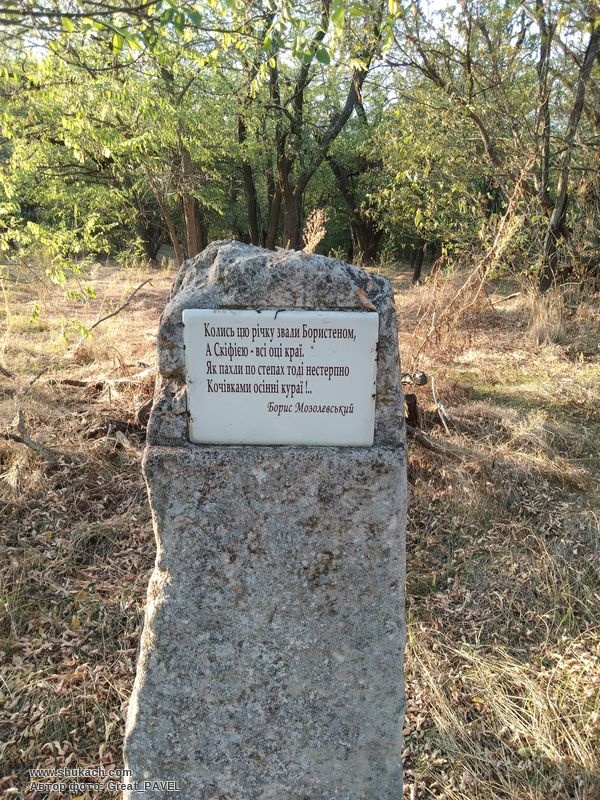 Колись цю річку звали Бористеном,
А Скіфією - всі оці краї.
Як пахли по степах тоді нестерпно
Кочівками осінні кураї !..
Борис Мозолевський
www.shukach.com
Автор фото: Great_PAVEL